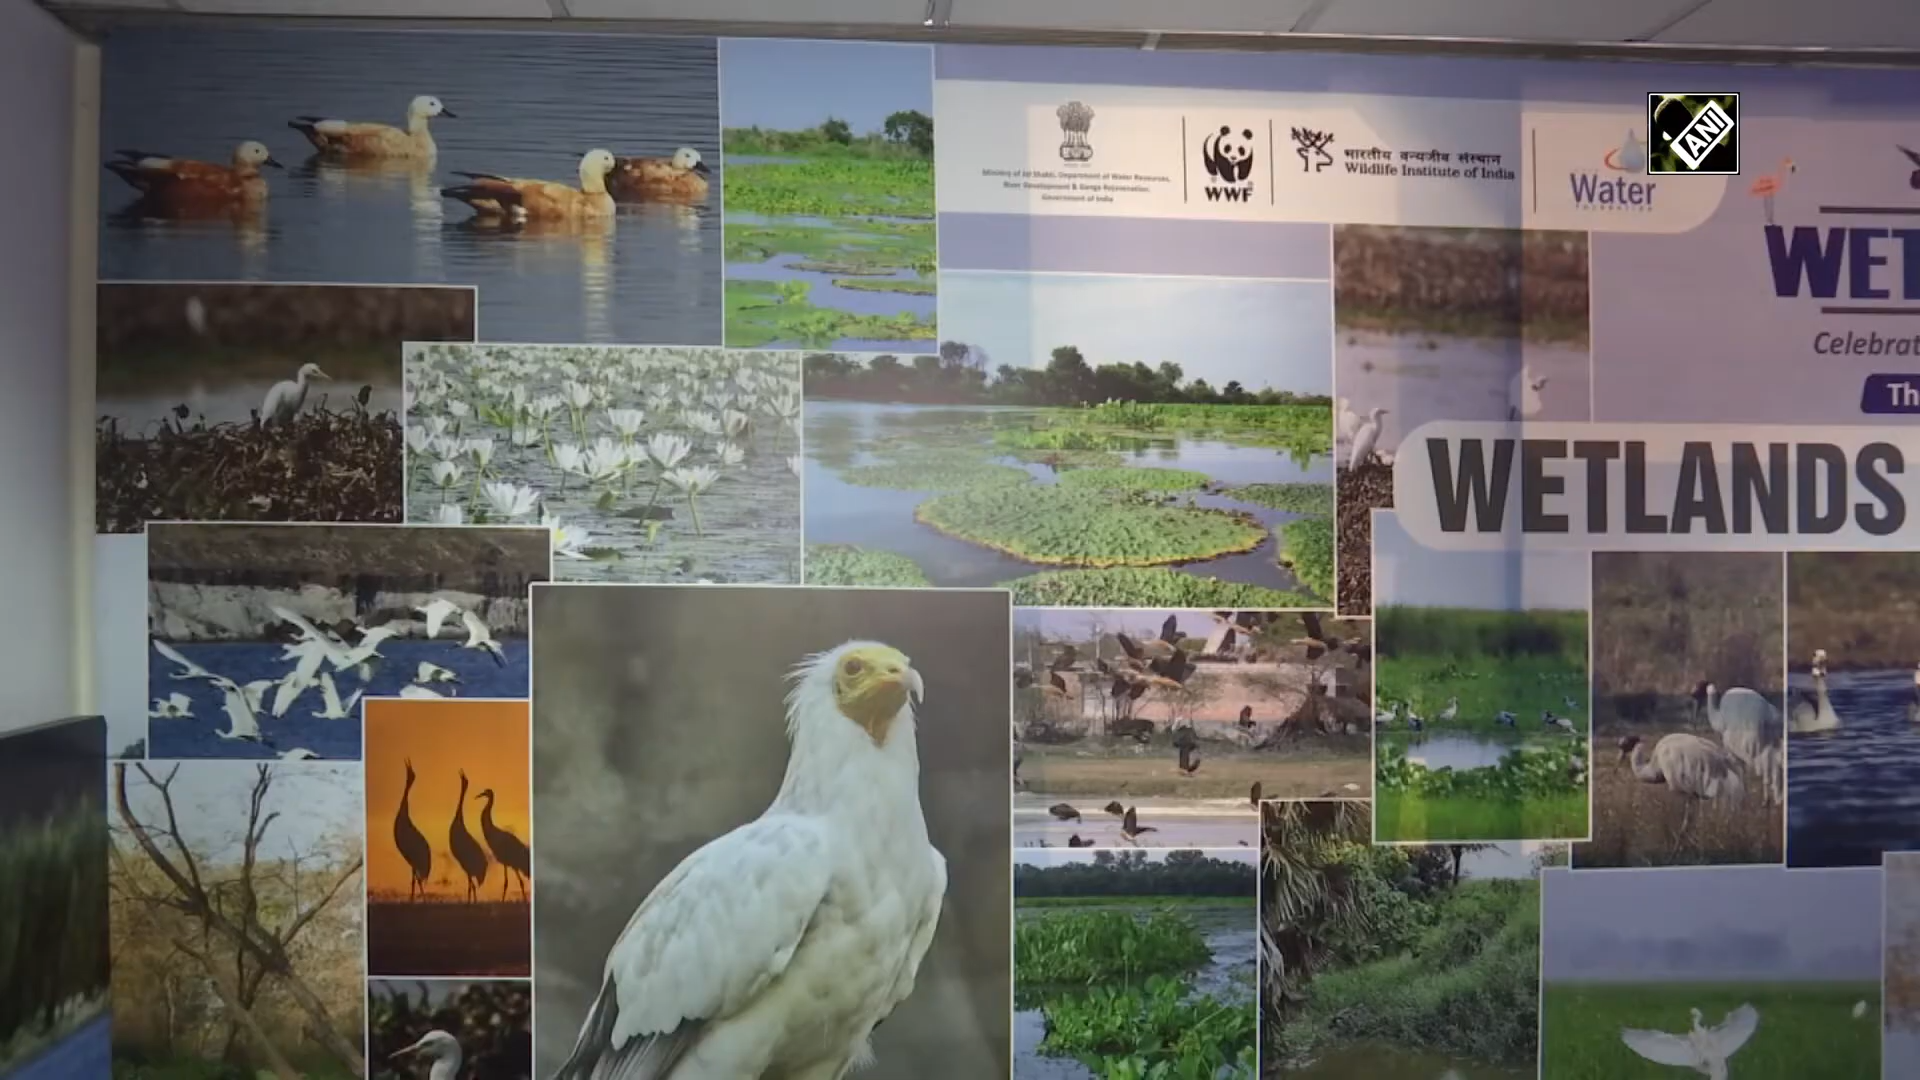 Ministry of Jal Shakti, Department of Water Resources,
River Development & Ganga Rejuvenation,
Government of India
WWF
भारतीय वन्यजीव संस्थान
Wildlife Institute of India
Water
FOUNDATION
ANI
WET
Celebrat
Th
WETLANDS